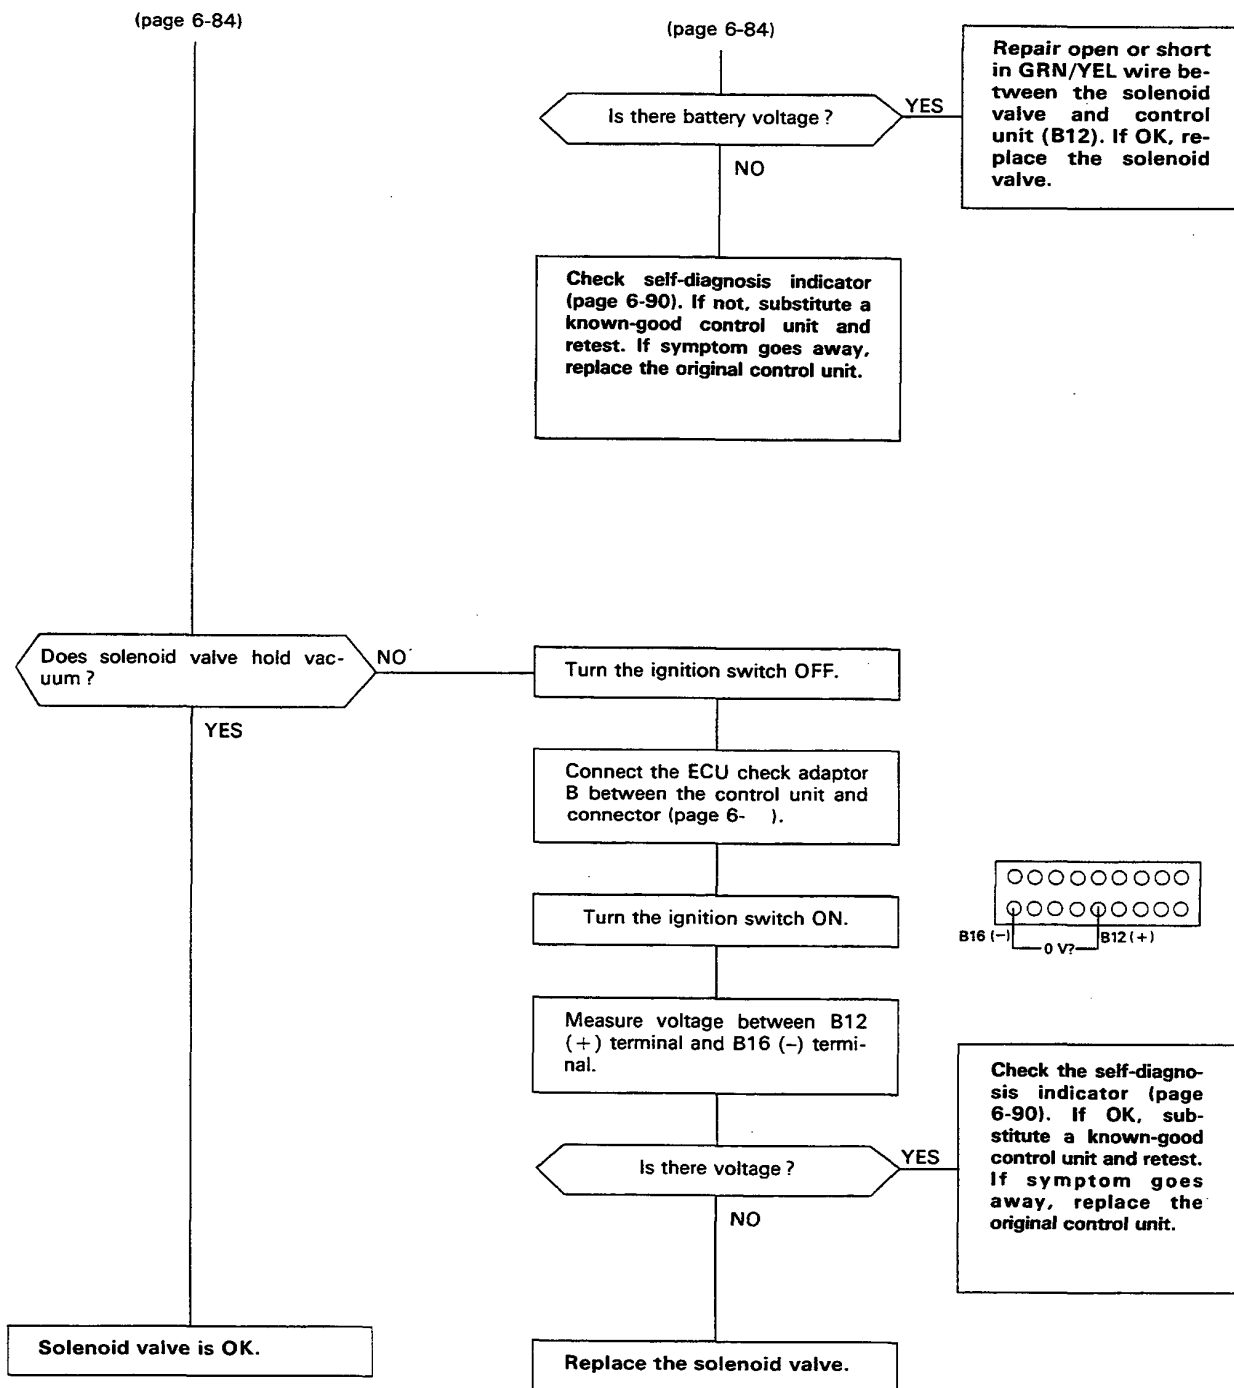 (page 6-84)
(page 6-84)
Is there battery voltage ?
YES
Repair open or short
in GRN/YEL wire be-
tween the solenoid
valve and control
unit (B12). If OK, re-
place the solenoid
valve.
NO
Check self-diagnosis indicator
(page 6-90). If not, substitute a
known-good control unit and
retest. If symptom goes away,
replace the original control unit.
Does solenoid valve hold vac-
uum ?
NO
Turn the ignition switch OFF.
YES
Connect the ECU check adaptor
B between the control unit and
connector (page 6-   ).
Turn the ignition switch ON.
B16 (−)
0 V?
B12 (+)
Measure voltage between B12
(+) terminal and B16 (−) termi-
nal.
Is there voltage ?
YES
Check the self-diagno-
sis indicator (page
6-90). If OK, sub-
stitute a known-good
control unit and retest.
If symptom goes
away, replace the
original control unit.
NO
Solenoid valve is OK.
Replace the solenoid valve.